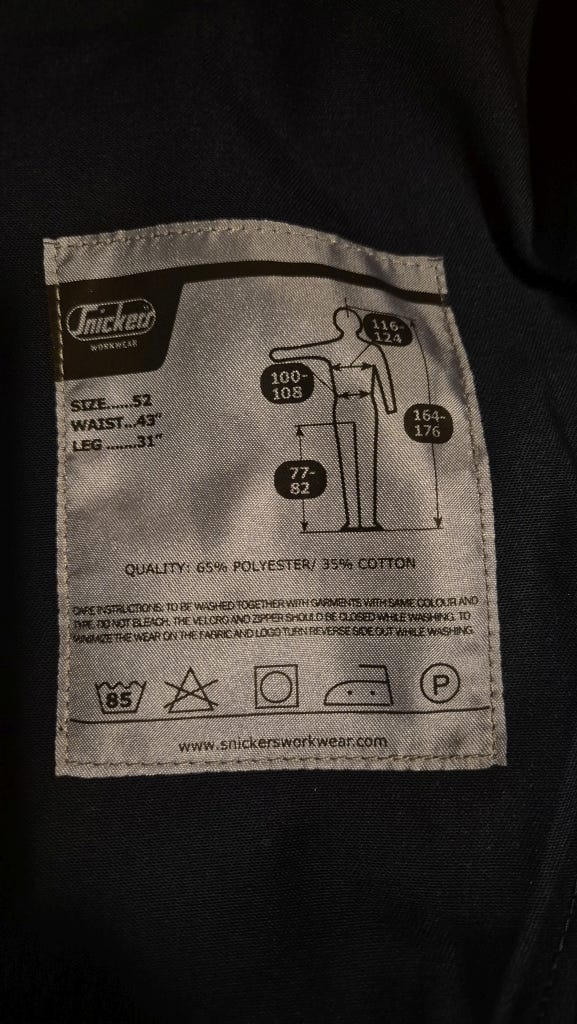 Snickers
WORKWEAR
116-
124
100-
108
SIZE......52
WAIST...43"
LEG .......31"
164-
176
77-
82
QUALITY: 65% POLYESTER/ 35% COTTON
CARE INSTRUCTIONS: TO BE WASHED TOGETHER WITH GARMENTS WITH SAME COLOUR AND
TYPE. DO NOT BLEACH. THE VELCRO AND ZIPPER SHOULD BE CLOSED WHILE WASHING. TO
MINIMIZE THE WEAR ON THE FABRIC AND LOGO TURN REVERSE SIDE OUT WHILE WASHING.
85
P
www.snickersworkwear.com